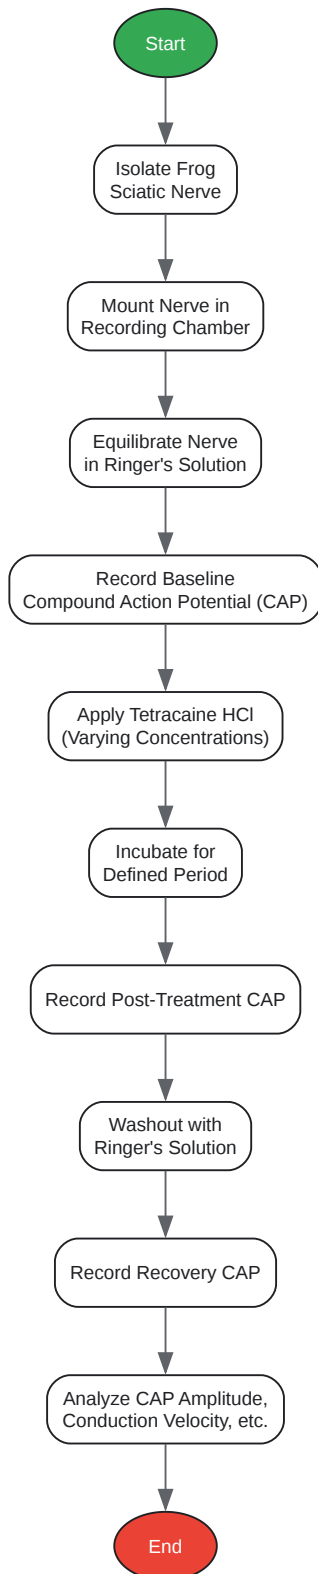 Start
Isolate Frog
Sciatic Nerve
Mount Nerve in
Recording Chamber
Equilibrate Nerve
in Ringer's Solution
Record Baseline
Compound Action Potential (CAP)
Apply Tetracaine HCl
(Varying Concentrations)
Incubate for
Defined Period
Record Post-Treatment CAP
Washout with
Ringer's Solution
Record Recovery CAP
Analyze CAP Amplitude,
Conduction Velocity, etc.
End